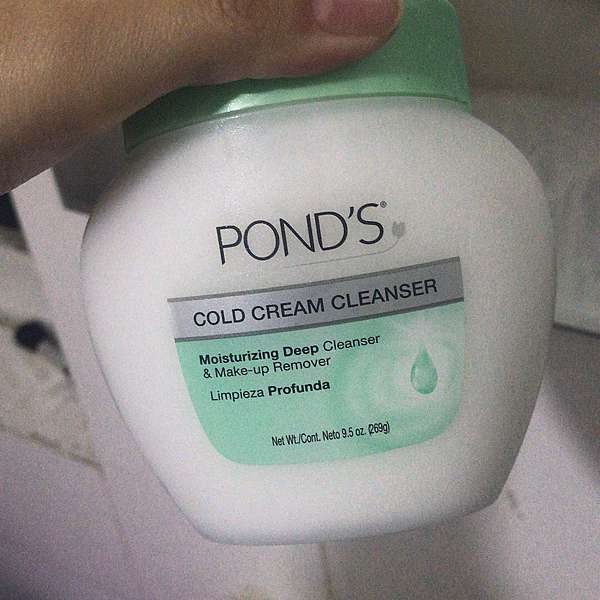 POND'S®
COLD CREAM CLEANSER
Moisturizing Deep Cleanser
& Make-up Remover
Limpieza Profunda
Net Wt./Cont. Neto 9.5 oz. (269g)